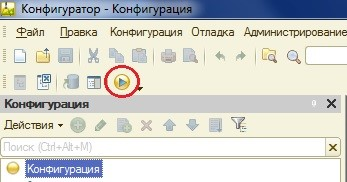 Конфигуратор - Конфигурация
Файл Правка Конфигурация Отладка Администрирование
Конфигурация
Действия
Поиск (Ctrl+Alt+M)
Конфигурация